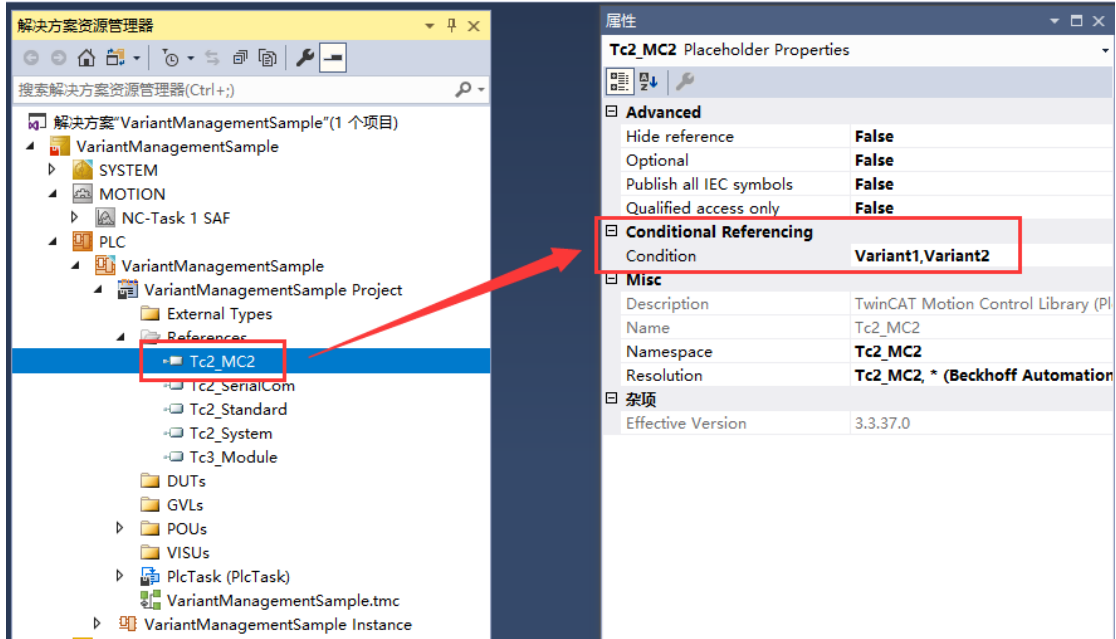 解决方案资源管理器
搜索解决方案资源管理器(Ctrl+;)
解决方案"VariantManagementSample"(1 个项目)
VariantManagementSample
SYSTEM
MOTION
NC-Task 1 SAF
PLC
VariantManagementSample
VariantManagementSample Project
External Types
References
Tc2_MC2
Tc2_SerialCom
Tc2_Standard
Tc2_System
Tc3_Module
DUTs
GVLs
POUs
VISUs
PlcTask (PlcTask)
VariantManagementSample.tmc
VariantManagementSample Instance
属性
Tc2_MC2 Placeholder Properties
Advanced
Hide reference False
Optional False
Publish all IEC symbols False
Qualified access only False
Conditional Referencing
Condition Variant1,Variant2
Misc
Description TwinCAT Motion Control Library (Pl
Name Tc2_MC2
Namespace Tc2_MC2
Resolution Tc2_MC2, * (Beckhoff Automation
杂项
Effective Version 3.3.37.0